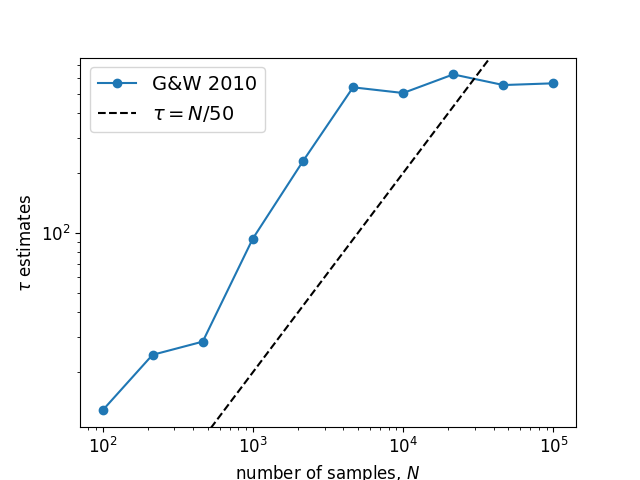 G&W 2010
τ = N/50
τ estimates
10²
10² 10³ 10⁴ 10⁵
number of samples, N